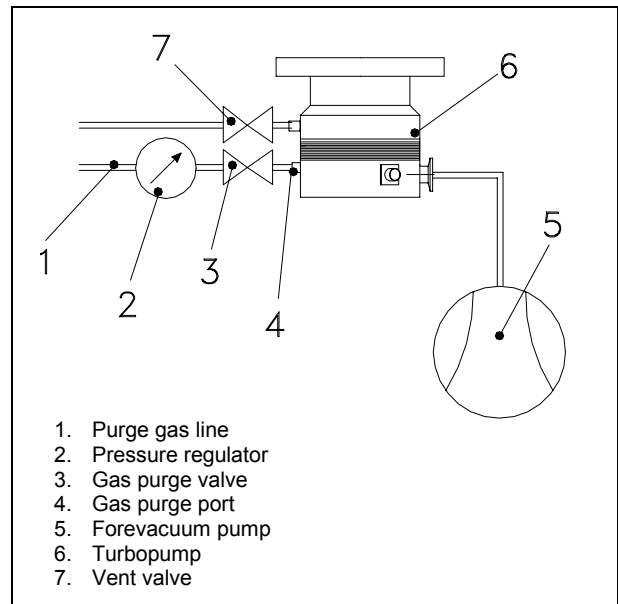 7
6
1
2
3
4
5
1. Purge gas line
2. Pressure regulator
3. Gas purge valve
4. Gas purge port
5. Forevacuum pump
6. Turbopump
7. Vent valve